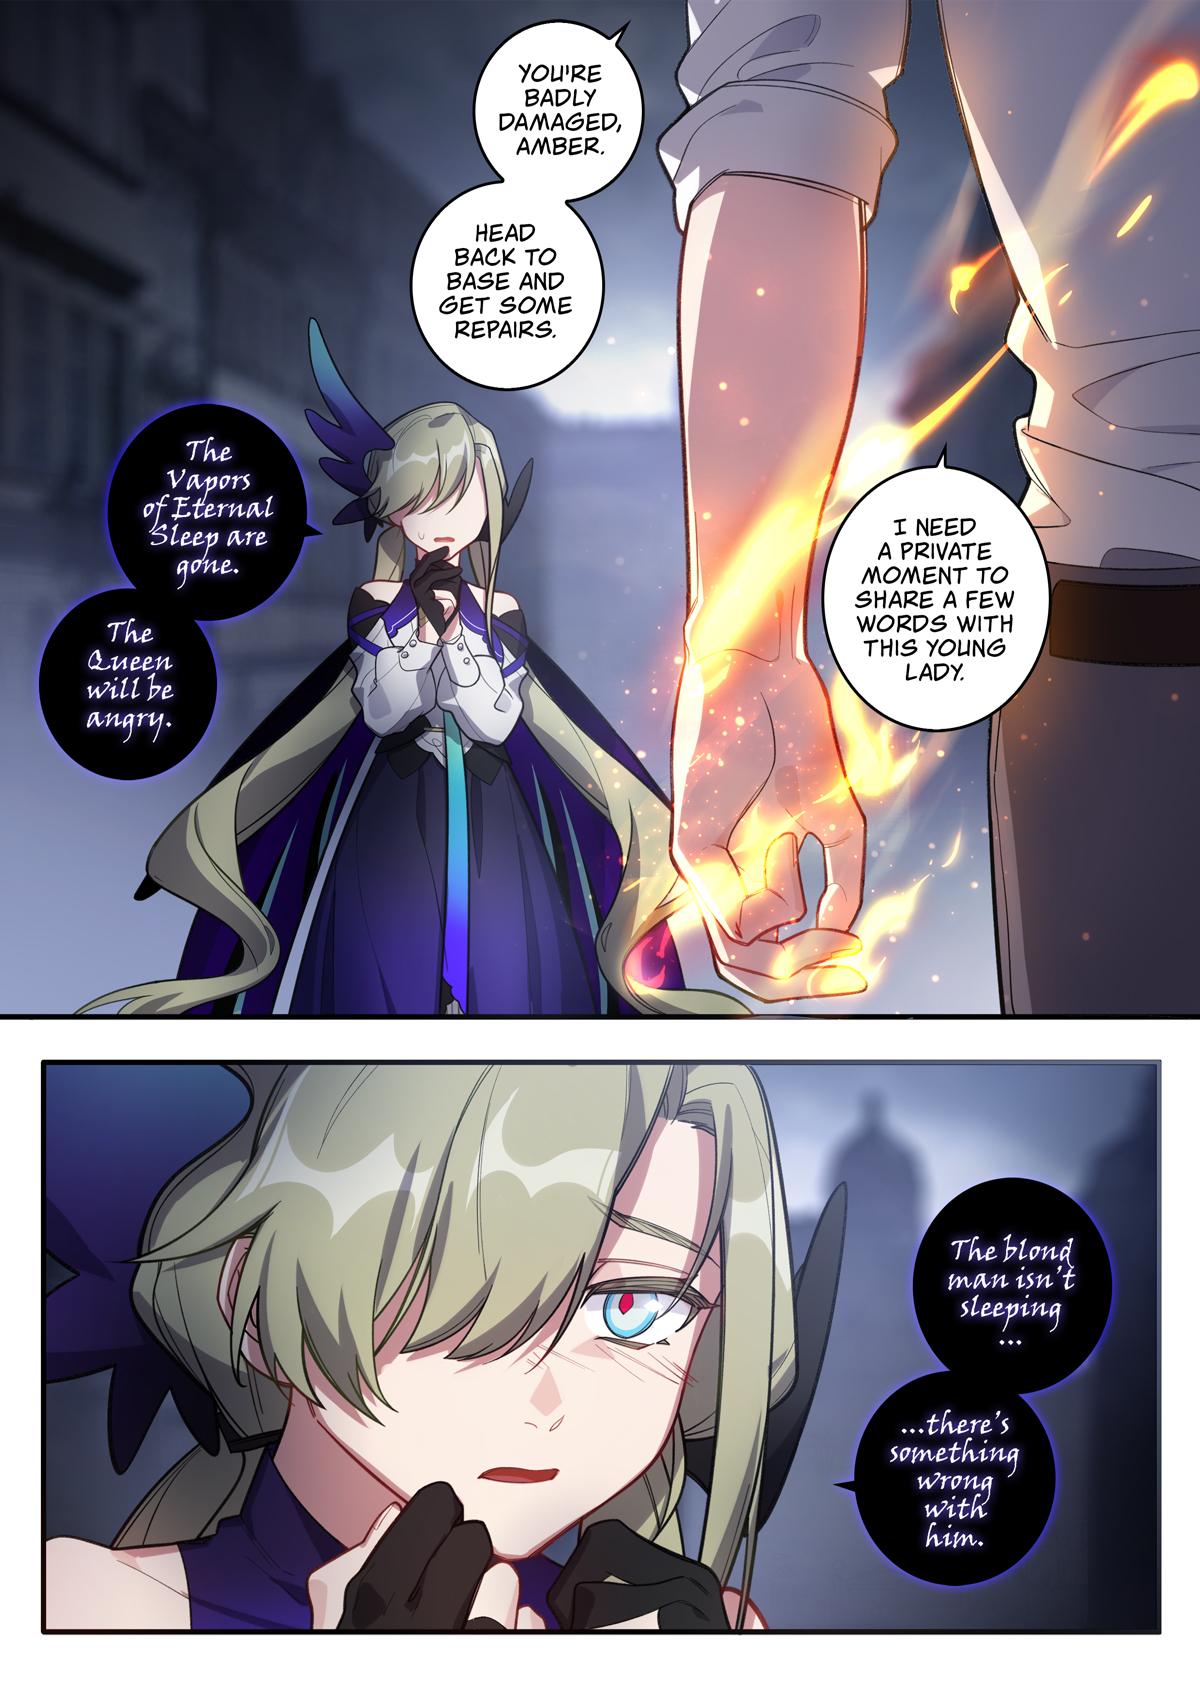 YOU'RE
BADLY
DAMAGED,
AMBER.
HEAD
BACK TO
BASE AND
GET SOME
REPAIRS.
I NEED
A PRIVATE
MOMENT TO
SHARE A FEW
WORDS WITH
THIS YOUNG
LADY.
The
Vapors
of Eternal
Sleep are
gone.
The
Queen
will be
angry.
The blond
man isn't
sleeping
...
...there's
something
wrong
with
him.